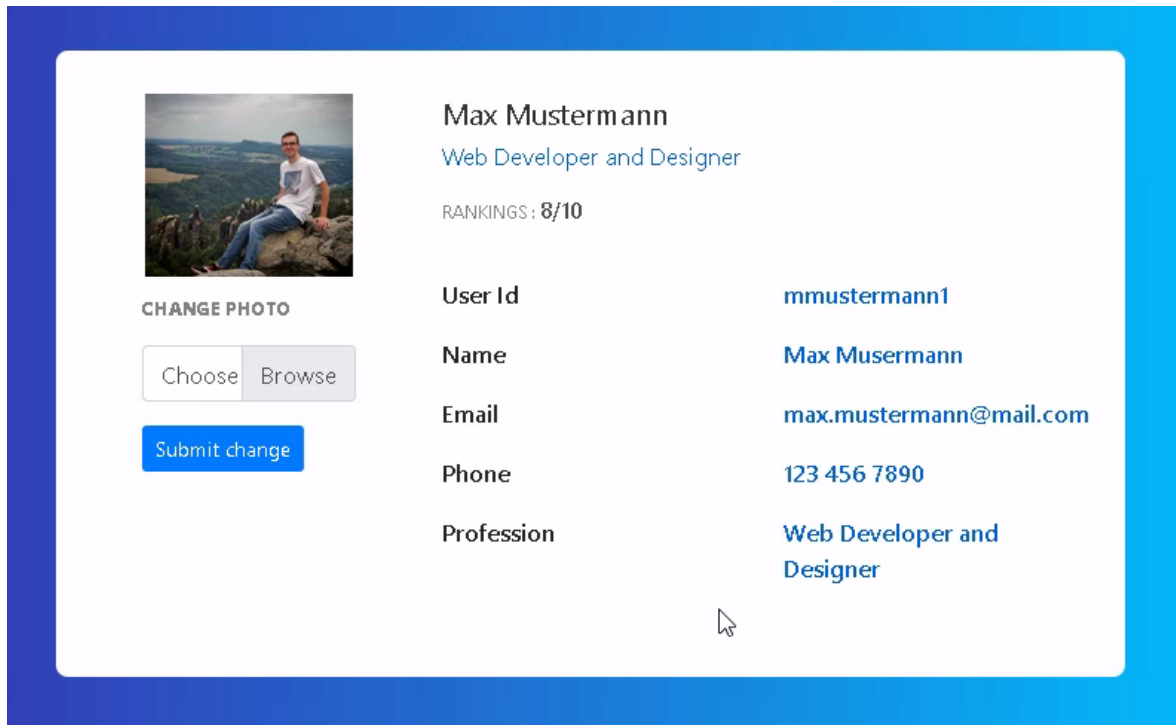 Max Mustermann
Web Developer and Designer
RANKINGS : 8/10
CHANGE PHOTO
Choose Browse
Submit change
User Id mmustermann1
Name Max Musermann
Email max.mustermann@mail.com
Phone 123 456 7890
Profession Web Developer and
Designer